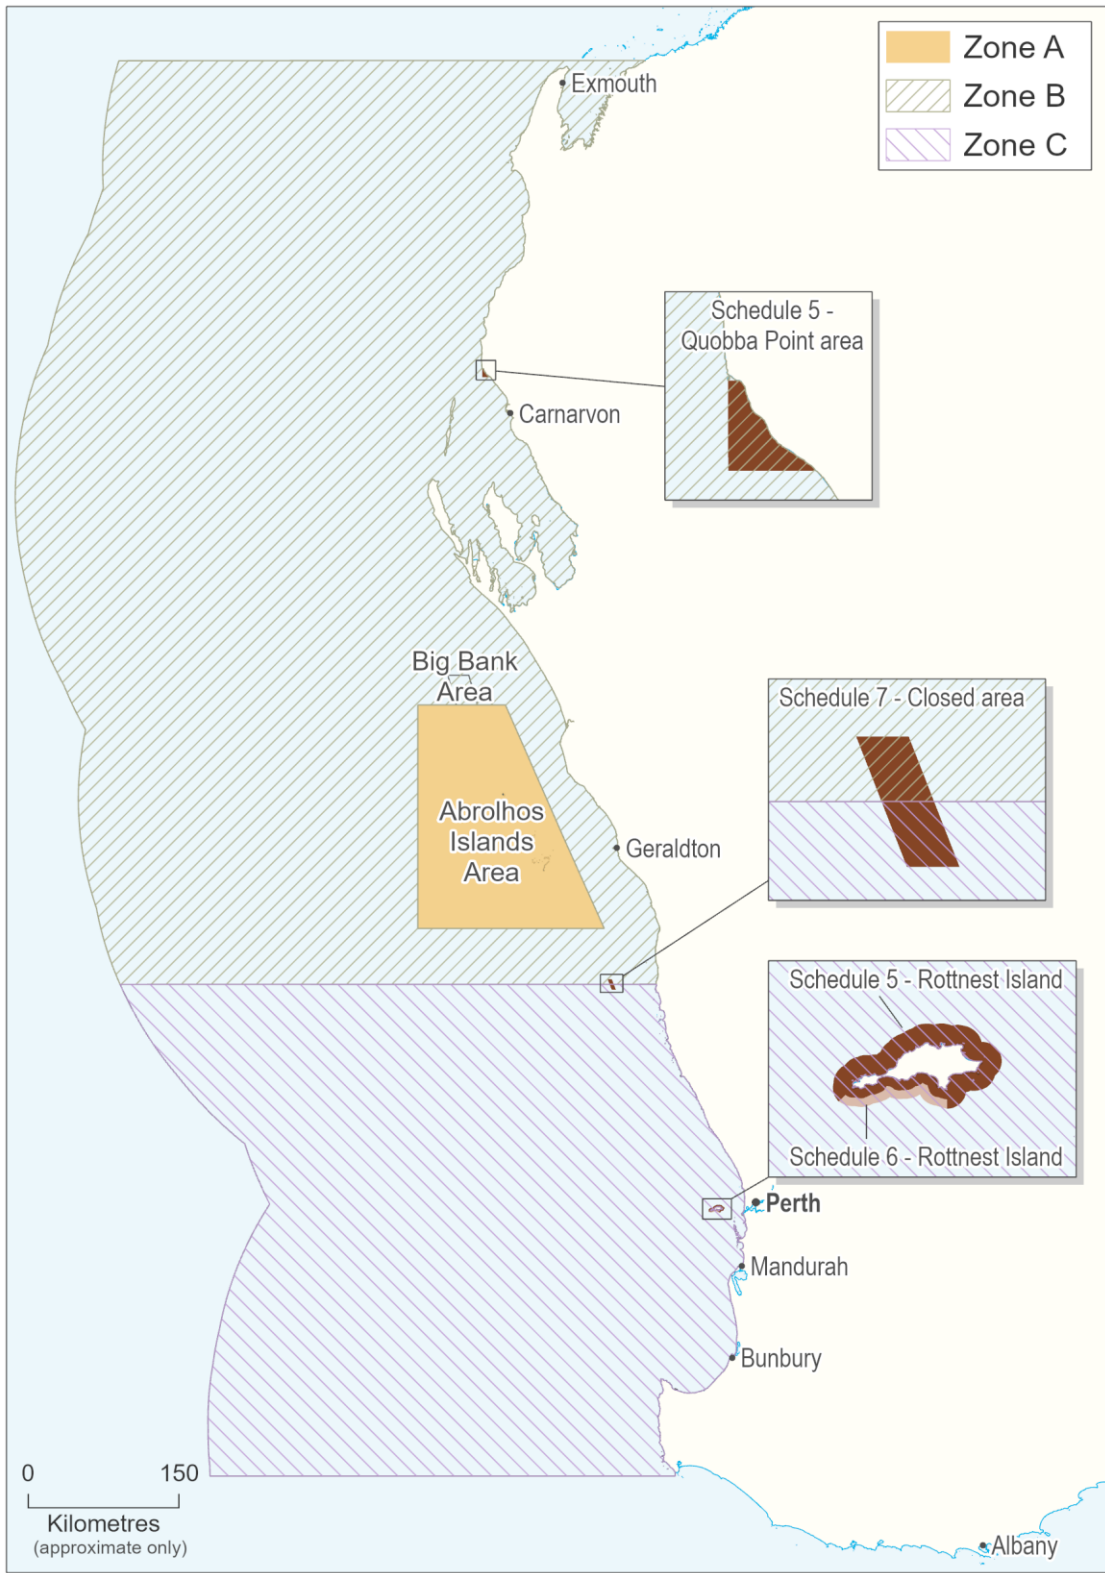 Zone A
Zone B
Zone C
Exmouth
Schedule 5 -
Quobba Point area
Carnarvon
Big Bank
Area
Schedule 7 - Closed area
Abrolhos
Islands
Area
Geraldton
Schedule 5 - Rottnest Island
Schedule 6 - Rottnest Island
Perth
Mandurah
Bunbury
0 150
Kilometres
(approximate only)
Albany